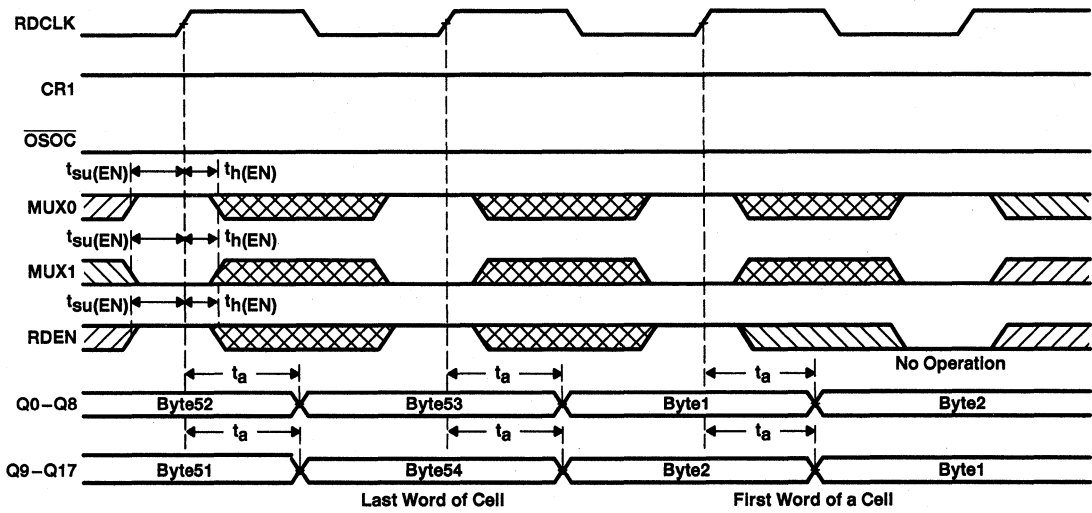 RDCLK
CR1
OSOC
tsu(EN) th(EN)
MUX0
tsu(EN) th(EN)
MUX1
tsu(EN) th(EN)
RDEN
No Operation
ta ta ta
Q0–Q8 Byte52 Byte53 Byte1 Byte2
ta ta ta
Q9–Q17 Byte51 Byte54 Byte2 Byte1
Last Word of Cell First Word of a Cell